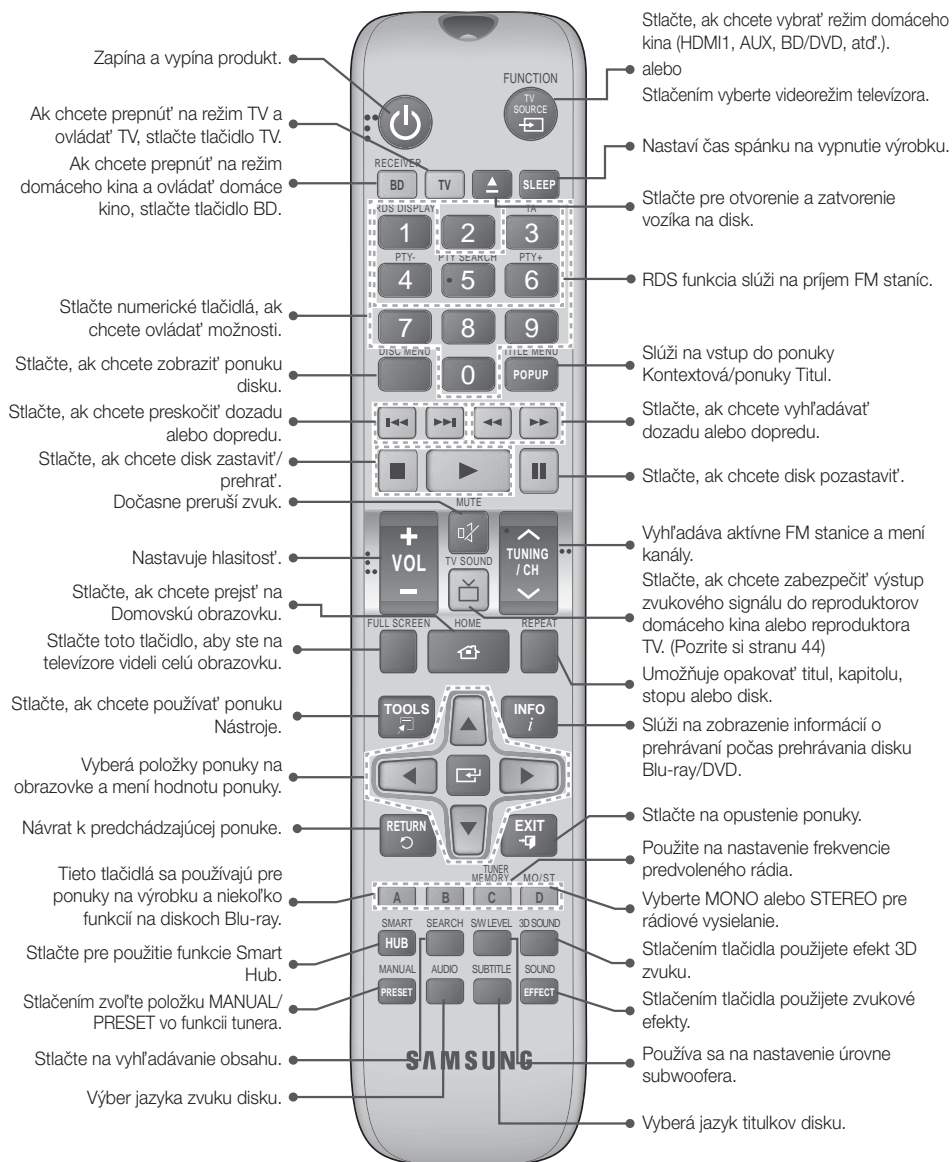 Zapína a vypína produkt.
Ak chcete prepnúť na režim TV a
ovládať TV, stlačte tlačidlo TV.
Ak chcete prepnúť na režim
domáceho kina a ovládať domáce
kino, stlačte tlačidlo BD.
Stlačte numerické tlačidlá, ak
chcete ovládať možnosti.
Stlačte, ak chcete zobraziť ponuku
disku.
Stlačte, ak chcete preskočiť dozadu
alebo dopredu.
Stlačte, ak chcete disk zastaviť/
prehrať.
Dočasne preruší zvuk.
Nastavuje hlasitosť.
Stlačte, ak chcete prejsť na
Domovskú obrazovku.
Stlačte toto tlačidlo, aby ste na
televízore videli celú obrazovku.
Stlačte, ak chcete používať ponuku
Nástroje.
Vyberá položky ponuky na
obrazovke a mení hodnotu ponuky.
Návrat k predchádzajúcej ponuke.
Tieto tlačidlá sa používajú pre
ponuky na výrobku a niekoľko
funkcií na diskoch Blu-ray.
Stlačte pre použitie funkcie Smart
Hub.
Stlačením zvoľte položku MANUAL/
PRESET vo funkcii tunera.
Stlačte na vyhľadávanie obsahu.
Výber jazyka zvuku disku.
FUNCTION
TV
SOURCE
RECEIVER
BD TV SLEEP
RDS DISPLAY TA
1 2 3
PTY- PTY SEARCH PTY+
4 5 6
7 8 9
DISC MENU TITLE MENU
0 POPUP
MUTE
+
VOL
−
TUNING
/ CH
TV SOUND
FULL SCREEN HOME REPEAT
TOOLS INFO
i
RETURN EXIT
TUNER
MEMORY MO/ST
A B C D
SMART SEARCH S/W LEVEL 3D SOUND
HUB
MANUAL AUDIO SUBTITLE SOUND
PRESET EFFECT
SAMSUNG
Stlačte, ak chcete vybrať režim domáceho
kina (HDMI1, AUX, BD/DVD, atď.).
alebo
Stlačením vyberte videorežim televízora.
Nastaví čas spánku na vypnutie výrobku.
Stlačte pre otvorenie a zatvorenie
vozíka na disk.
RDS funkcia slúži na príjem FM staníc.
Slúži na vstup do ponuky
Kontextová/ponuky Titul.
Stlačte, ak chcete vyhľadávať
dozadu alebo dopredu.
Stlačte, ak chcete disk pozastaviť.
Vyhľadáva aktívne FM stanice a mení
kanály.
Stlačte, ak chcete zabezpečiť výstup
zvukového signálu do reproduktorov
domáceho kina alebo reproduktora
TV. (Pozrite si stranu 44)
Umožňuje opakovať titul, kapitolu,
stopu alebo disk.
Slúži na zobrazenie informácií o
prehrávaní počas prehrávania disku
Blu-ray/DVD.
Stlačte na opustenie ponuky.
Použite na nastavenie frekvencie
predvoleného rádia.
Vyberte MONO alebo STEREO pre
rádiové vysielanie.
Stlačením tlačidla použijete efekt 3D
zvuku.
Stlačením tlačidla použijete zvukové
efekty.
Používa sa na nastavenie úrovne
subwoofera.
Vyberá jazyk titulkov disku.